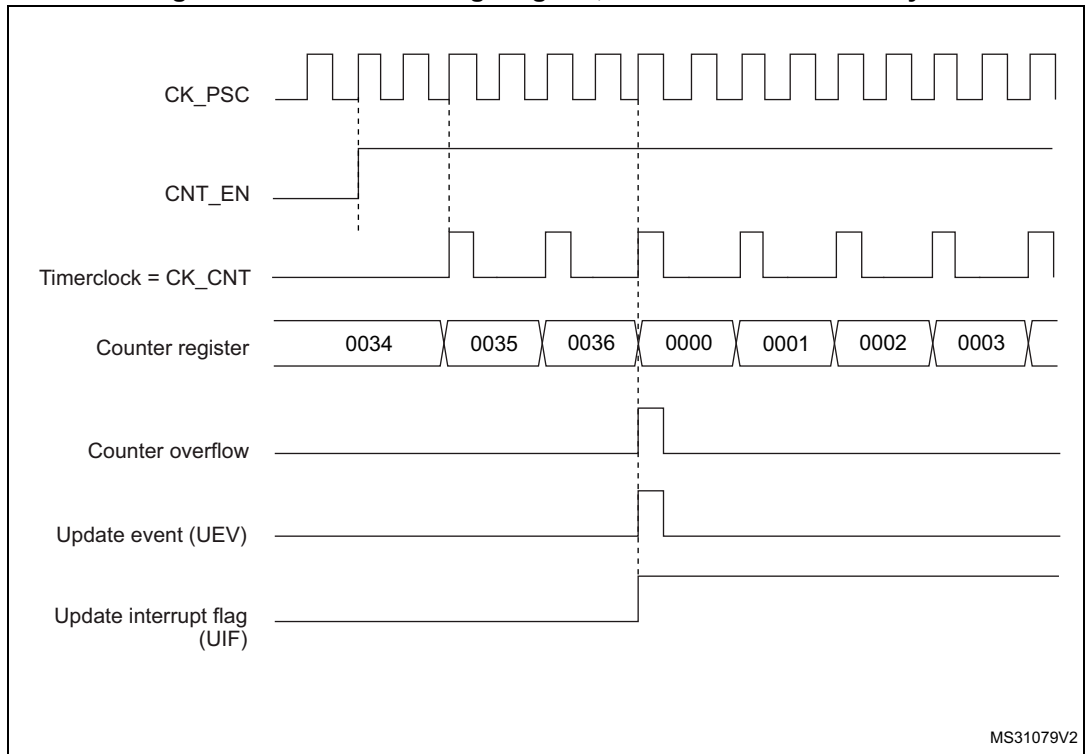 CK_PSC
CNT_EN
Timerclock = CK_CNT
Counter register 0034 0035 0036 0000 0001 0002 0003
Counter overflow
Update event (UEV)
Update interrupt flag
(UIF)
MS31079V2